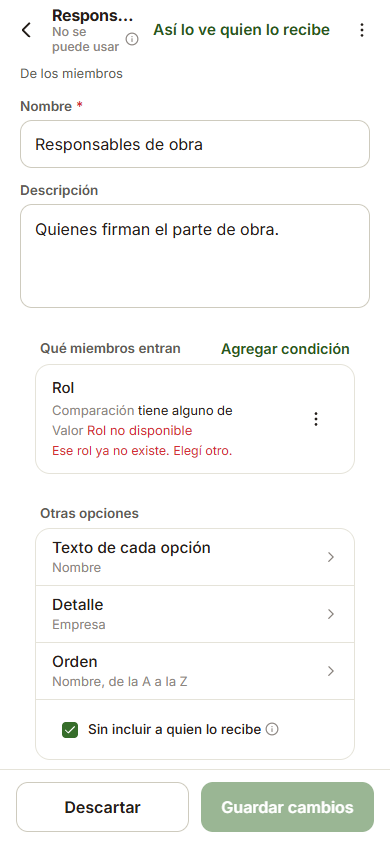 Respons...
No se
puede usar
Así lo ve quien lo recibe
De los miembros
Nombre *
Responsables de obra
Descripción
Quienes firman el parte de obra.
Qué miembros entran
Agregar condición
Rol
Comparación tiene alguno de
Valor Rol no disponible
Ese rol ya no existe. Elegí otro.
Otras opciones
Texto de cada opción
Nombre
Detalle
Empresa
Orden
Nombre, de la A a la Z
Sin incluir a quien lo recibe
Descartar
Guardar cambios